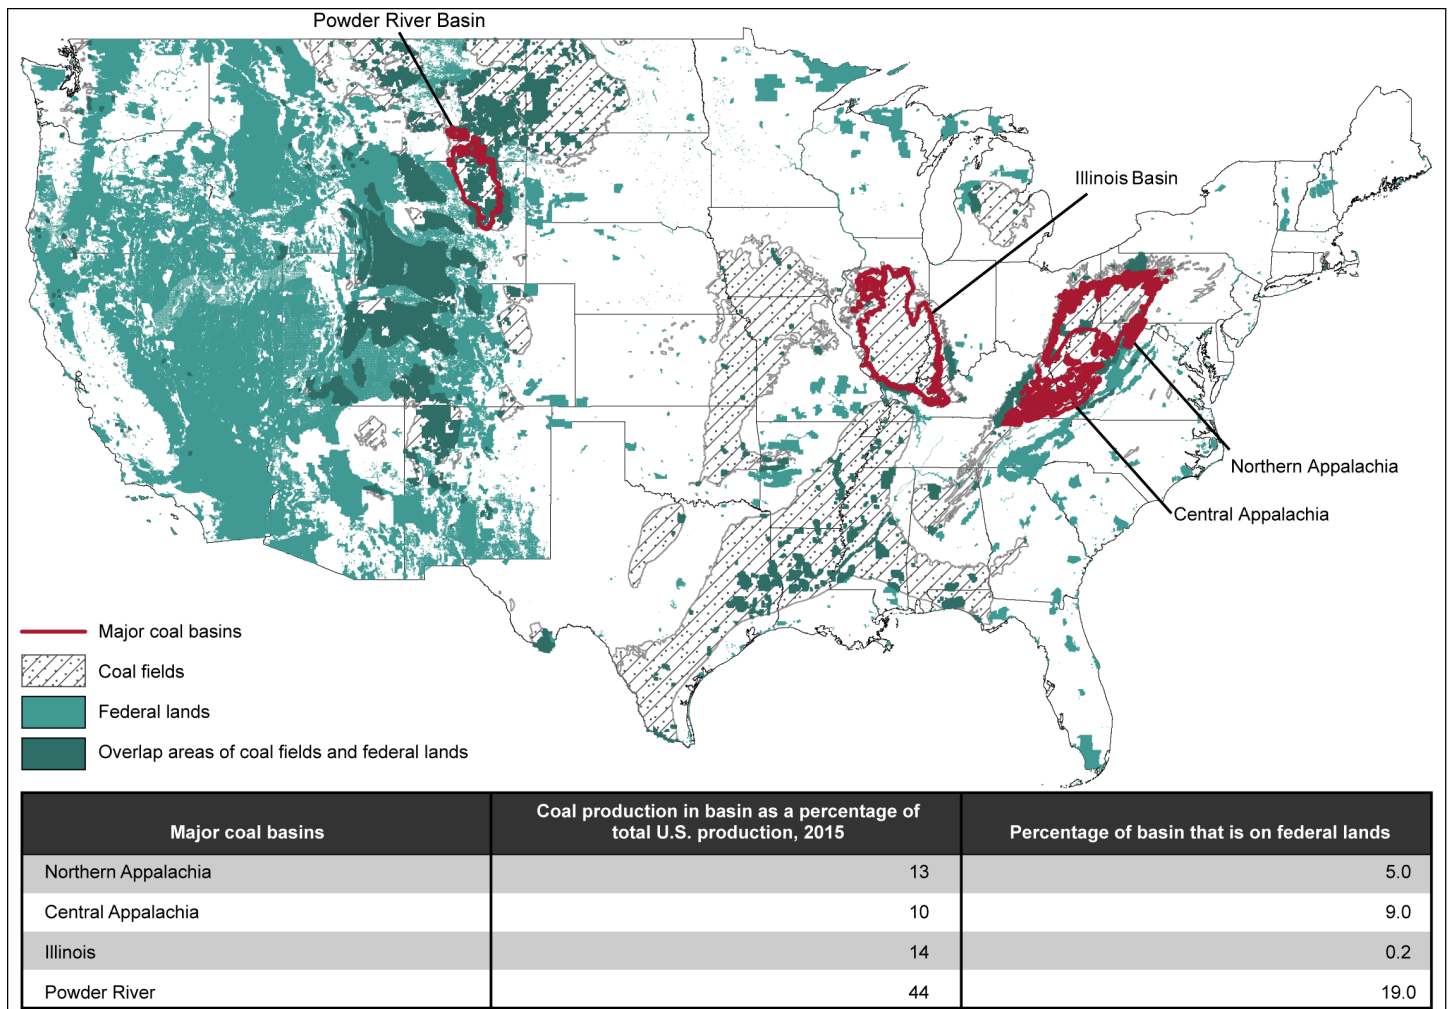 Powder River Basin
Illinois Basin
Northern Appalachia
Central Appalachia
Major coal basins
Coal fields
Federal lands
Overlap areas of coal fields and federal lands
Major coal basins
Coal production in basin as a percentage of
total U.S. production, 2015
Percentage of basin that is on federal lands
Northern Appalachia 13 5.0
Central Appalachia 10 9.0
Illinois 14 0.2
Powder River 44 19.0